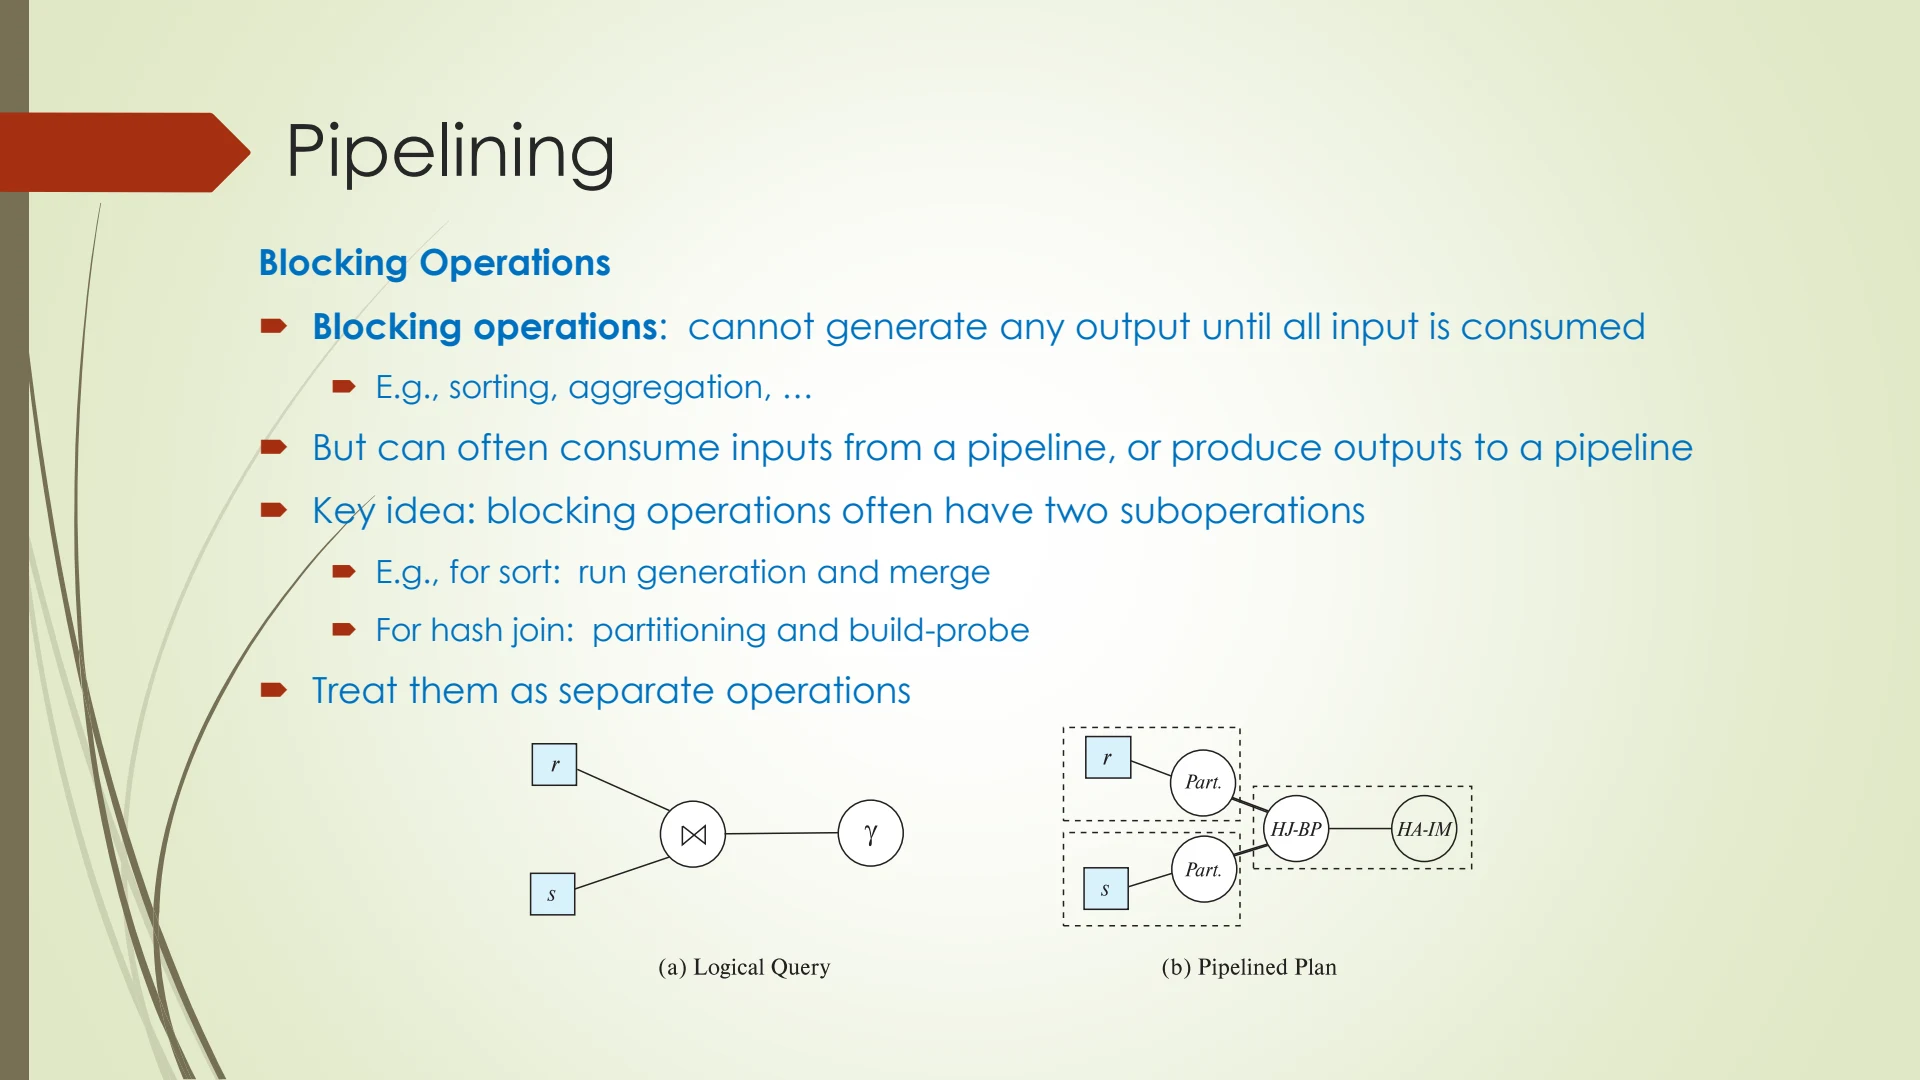 Pipelining
Blocking Operations
Blocking operations:  cannot generate any output until all input is consumed
E.g., sorting, aggregation, …
But can often consume inputs from a pipeline, or produce outputs to a pipeline
Key idea: blocking operations often have two suboperations
E.g., for sort:  run generation and merge
For hash join:  partitioning and build-probe
Treat them as separate operations
r
⋈
γ
s
(a) Logical Query
r
Part.
HJ-BP
HA-IM
Part.
s
(b) Pipelined Plan